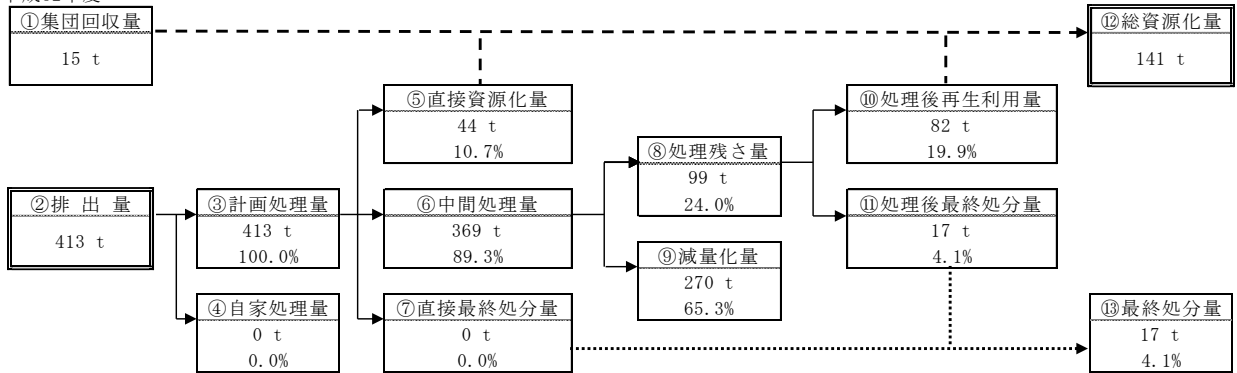 ①集団回収量
15 t
⑫総資源化量
141 t
⑤直接資源化量
44 t
10.7%
⑩処理後再生利用量
82 t
19.9%
⑧処理残さ量
99 t
24.0%
②排 出 量
413 t
③計画処理量
413 t
100.0%
⑥中間処理量
369 t
89.3%
⑪処理後最終処分量
17 t
4.1%
⑨減量化量
270 t
65.3%
④自家処理量
0 t
0.0%
⑦直接最終処分量
0 t
0.0%
⑬最終処分量
17 t
4.1%